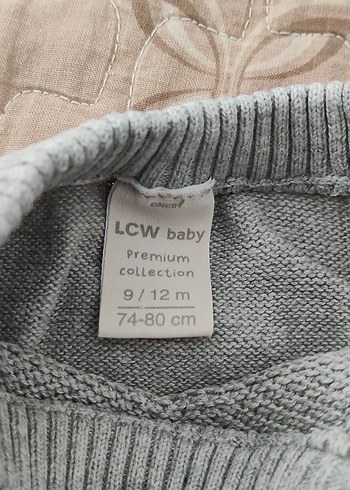 LCW baby
Premium
collection
9 / 12 m
74-80 cm